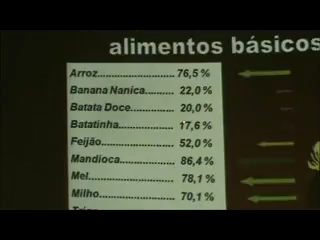 alimentos básicos
Arroz............................ 76,5 %
Banana Nanica.......... 22,0 %
Batata Doce............... 20,0 %
Batatinha................... 17,6 %
Feijão........................ 52,0 %
Mandioca.................. 86,4 %
Mel............................ 78,1 %
Milho......................... 70,1 %